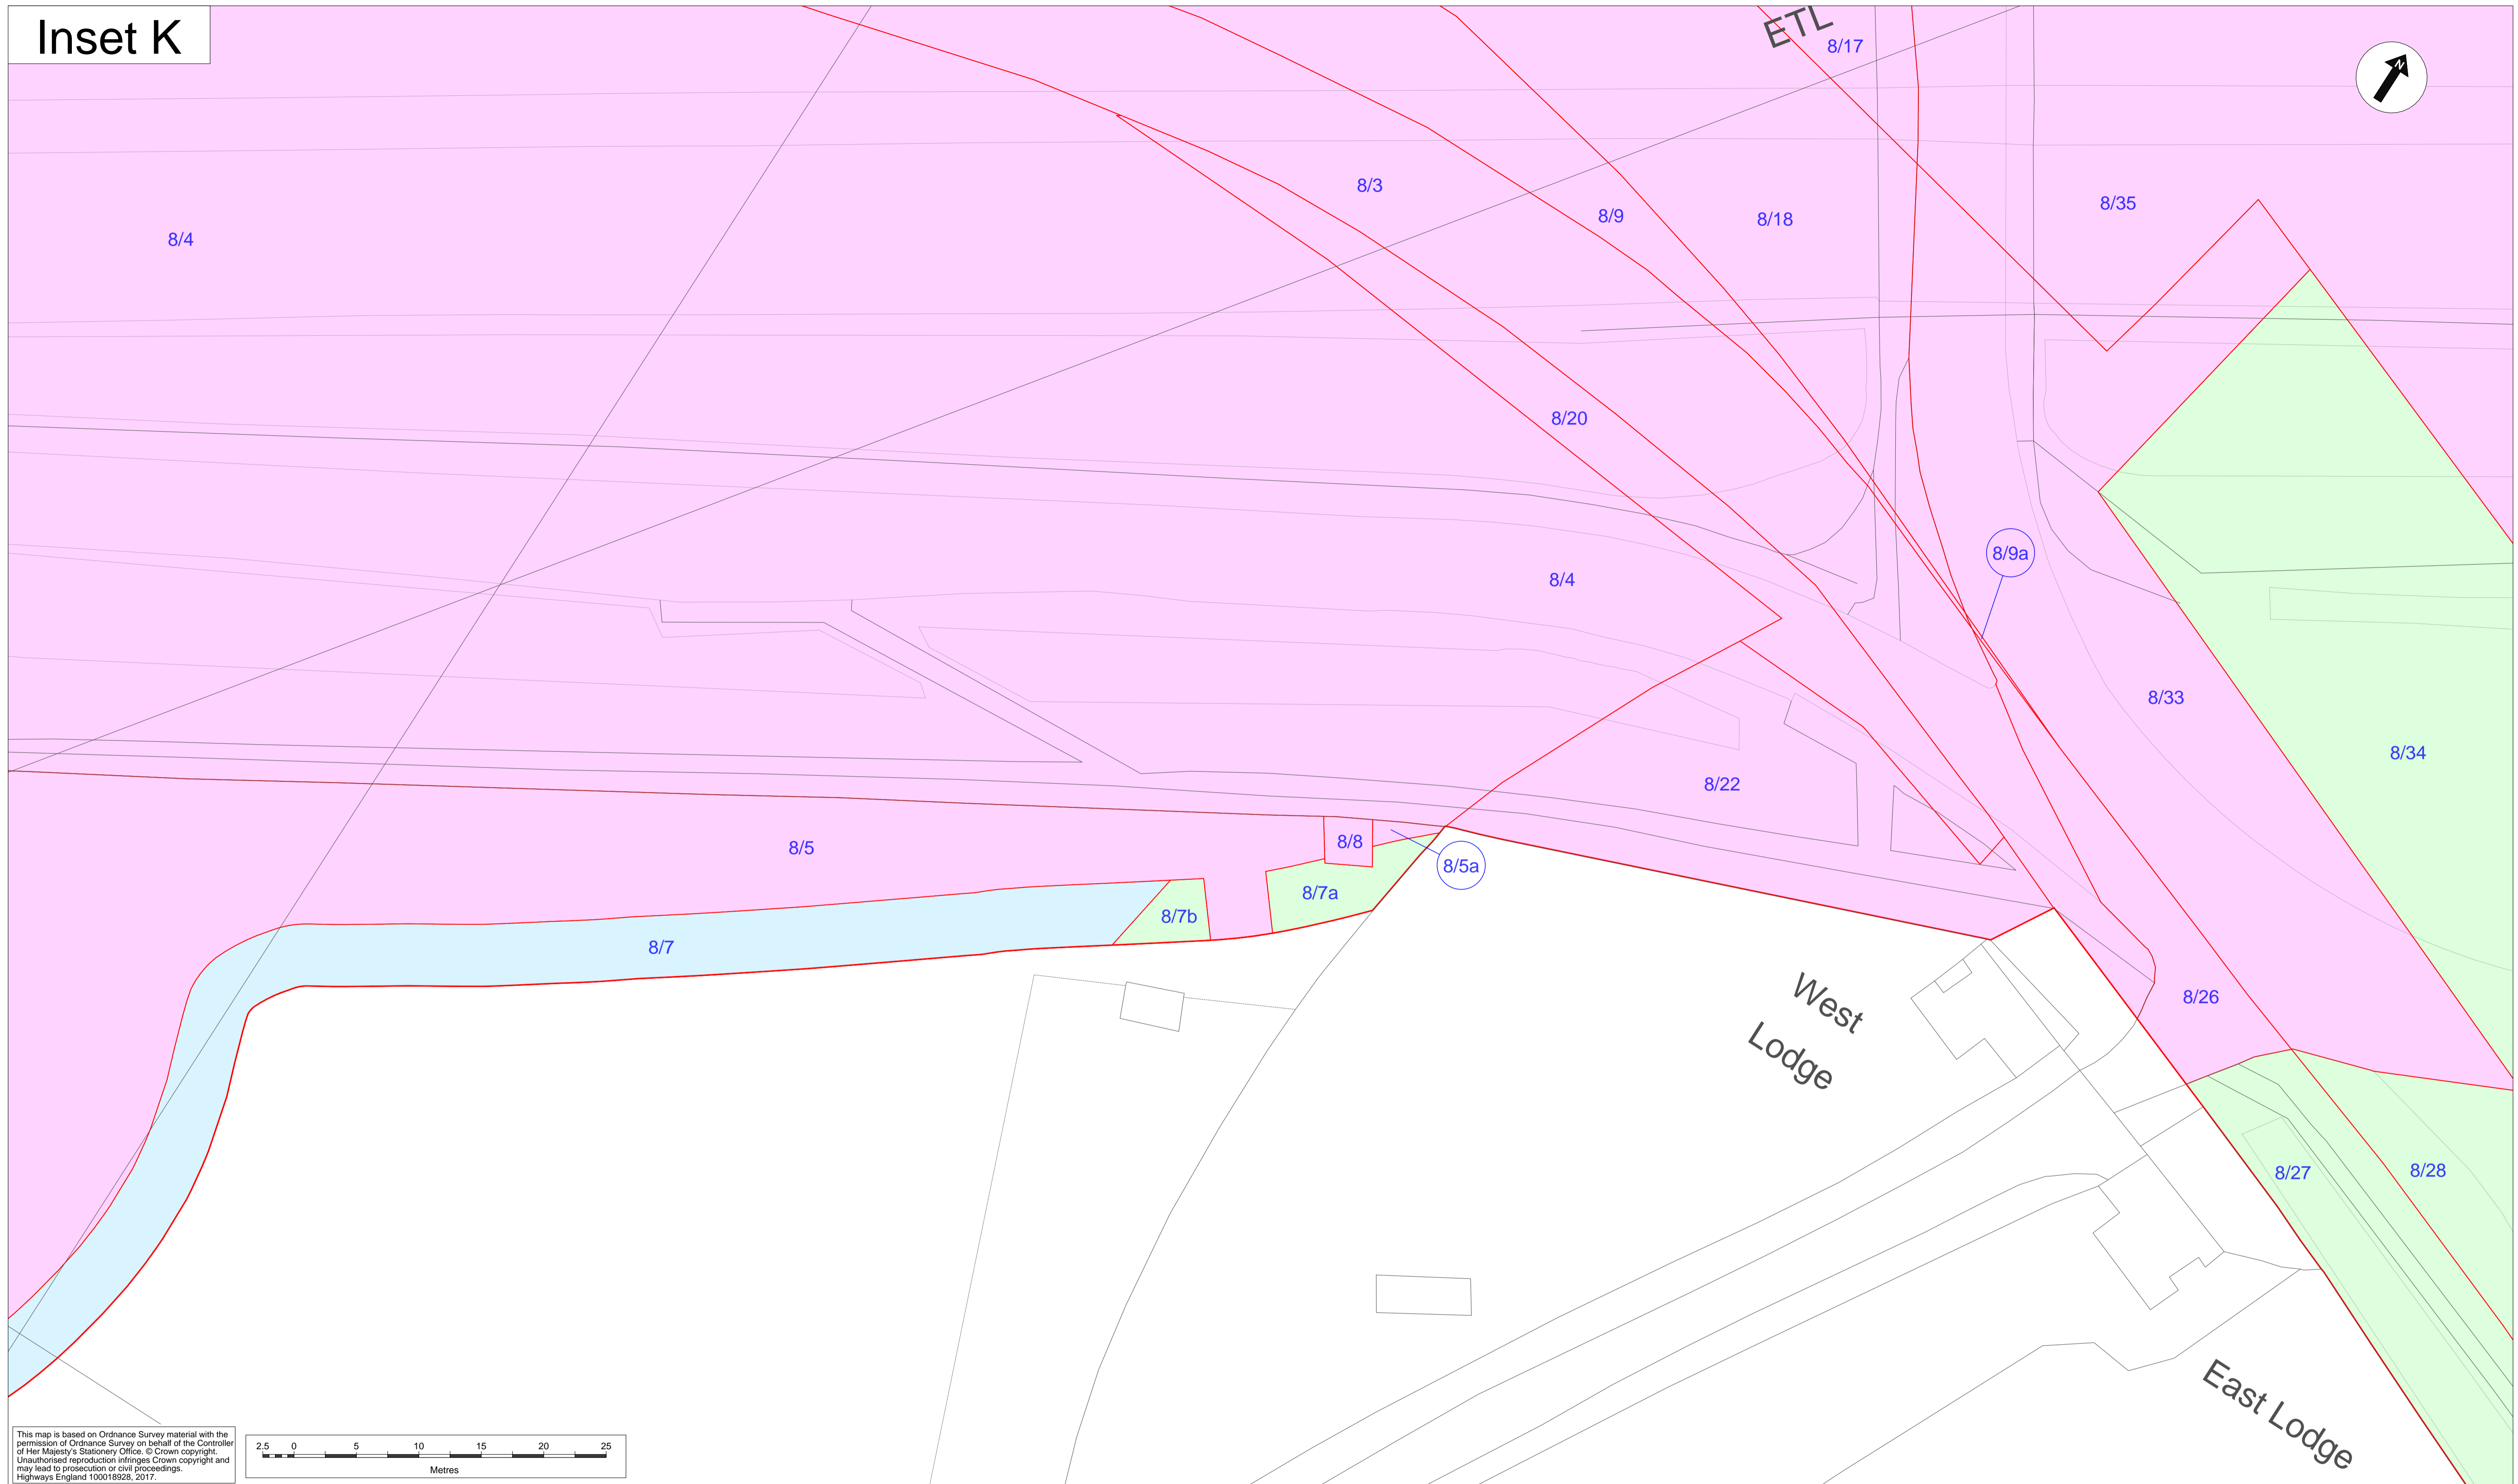 Inset K
ETL
8/17
N
8/3
8/9
8/18
8/35
8/4
8/20
8/9a
8/4
8/33
8/34
8/22
8/5
8/8
8/5a
8/7a
8/7b
8/7
West
Lodge
8/26
8/27
8/28
East Lodge
This map is based on Ordnance Survey material with the
permission of Ordnance Survey on behalf of the Controller
of Her Majesty's Stationery Office. © Crown copyright.
Unauthorised reproduction infringes Crown copyright and
may lead to prosecution or civil proceedings.
Highways England 100018928, 2017.
2.5 0 5 10 15 20 25
Metres